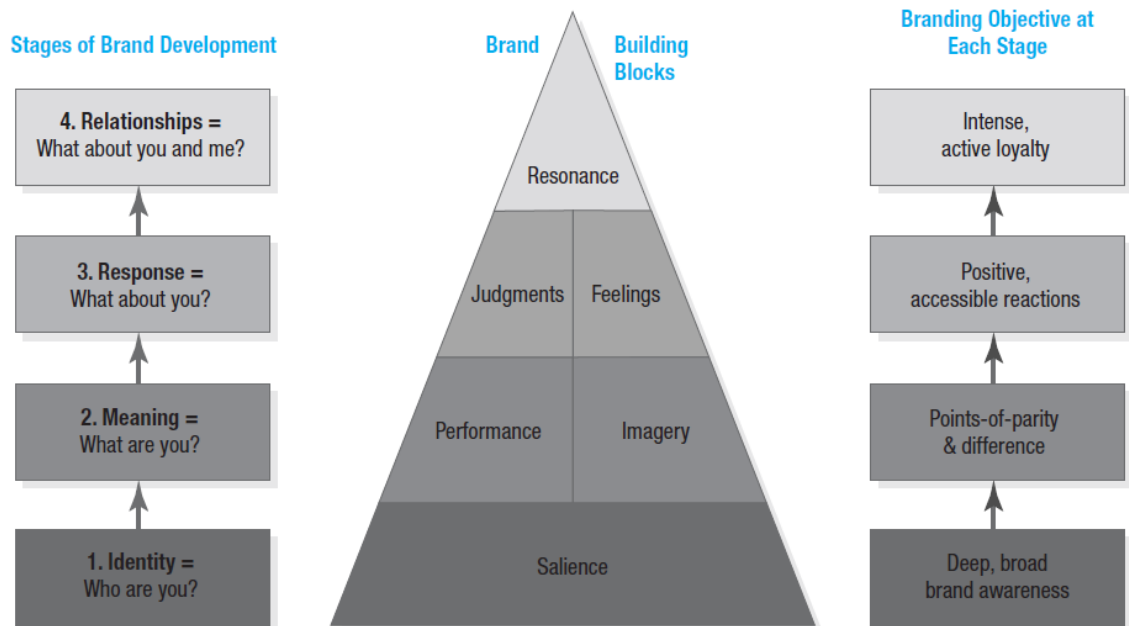 Stages of Brand Development
4. Relationships =
What about you and me?
3. Response =
What about you?
2. Meaning =
What are you?
1. Identity =
Who are you?
Brand
Building
Blocks
Resonance
Judgments
Feelings
Performance
Imagery
Salience
Branding Objective at
Each Stage
Intense,
active loyalty
Positive,
accessible reactions
Points-of-parity
& difference
Deep, broad
brand awareness